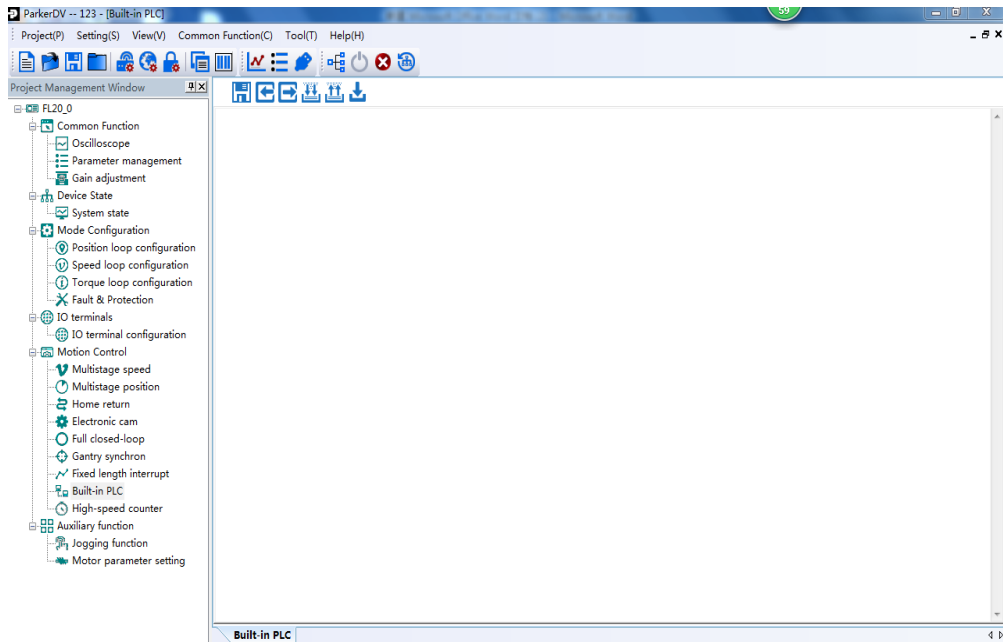 ParkerDV -- 123 - [Built-in PLC]
59
Project(P) Setting(S) View(V) Common Function(C) Tool(T) Help(H)
Project Management Window
FL20_0
Common Function
Oscilloscope
Parameter management
Gain adjustment
Device State
System state
Mode Configuration
Position loop configuration
Speed loop configuration
Torque loop configuration
Fault & Protection
IO terminals
IO terminal configuration
Motion Control
Multistage speed
Multistage position
Home return
Electronic cam
Full closed-loop
Gantry synchron
Fixed length interrupt
Built-in PLC
High-speed counter
Auxiliary function
Jogging function
Motor parameter setting
Built-in PLC